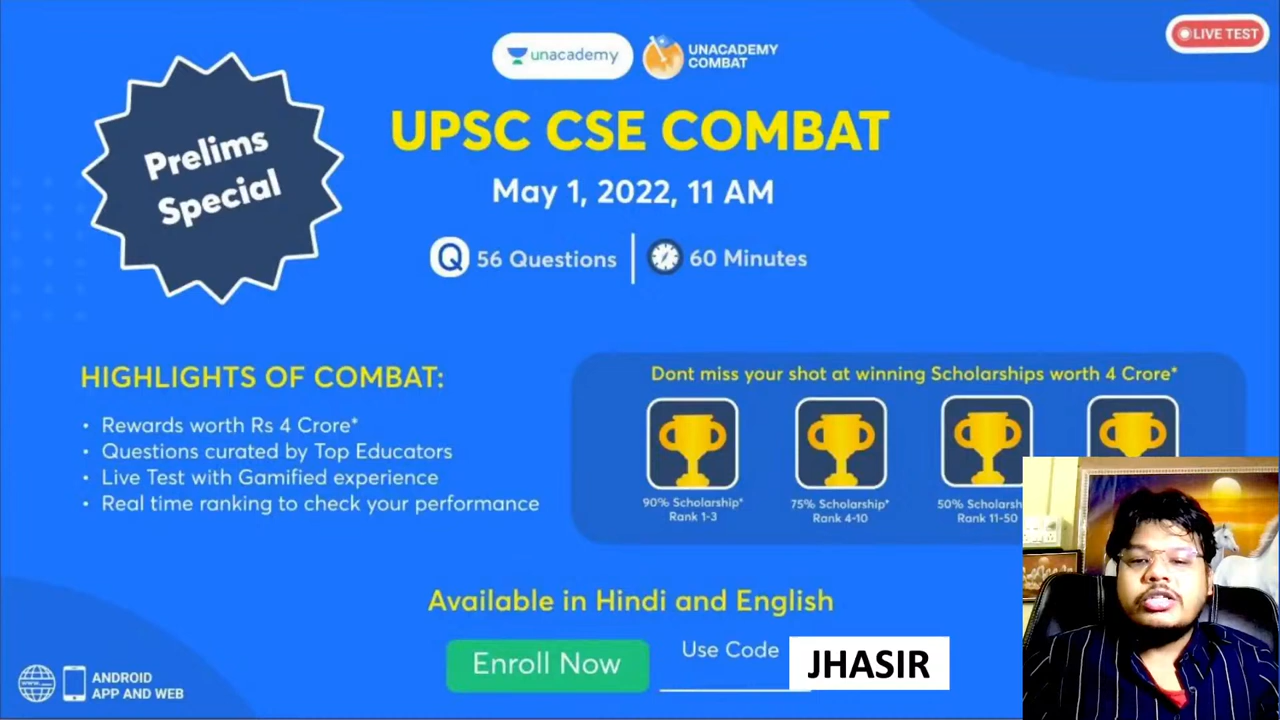 unacademy
UNACADEMY
COMBAT
LIVE TEST
Prelims
Special
UPSC CSE COMBAT
May 1, 2022, 11 AM
Q 56 Questions
60 Minutes
HIGHLIGHTS OF COMBAT:
• Rewards worth Rs 4 Crore*
• Questions curated by Top Educators
• Live Test with Gamified experience
• Real time ranking to check your performance
Dont miss your shot at winning Scholarships worth 4 Crore*
90% Scholarship*
Rank 1-3
75% Scholarship*
Rank 4-10
50%
Rank 11-50
Available in Hindi and English
Enroll Now
Use Code
JHASIR
ANDROID
APP AND WEB